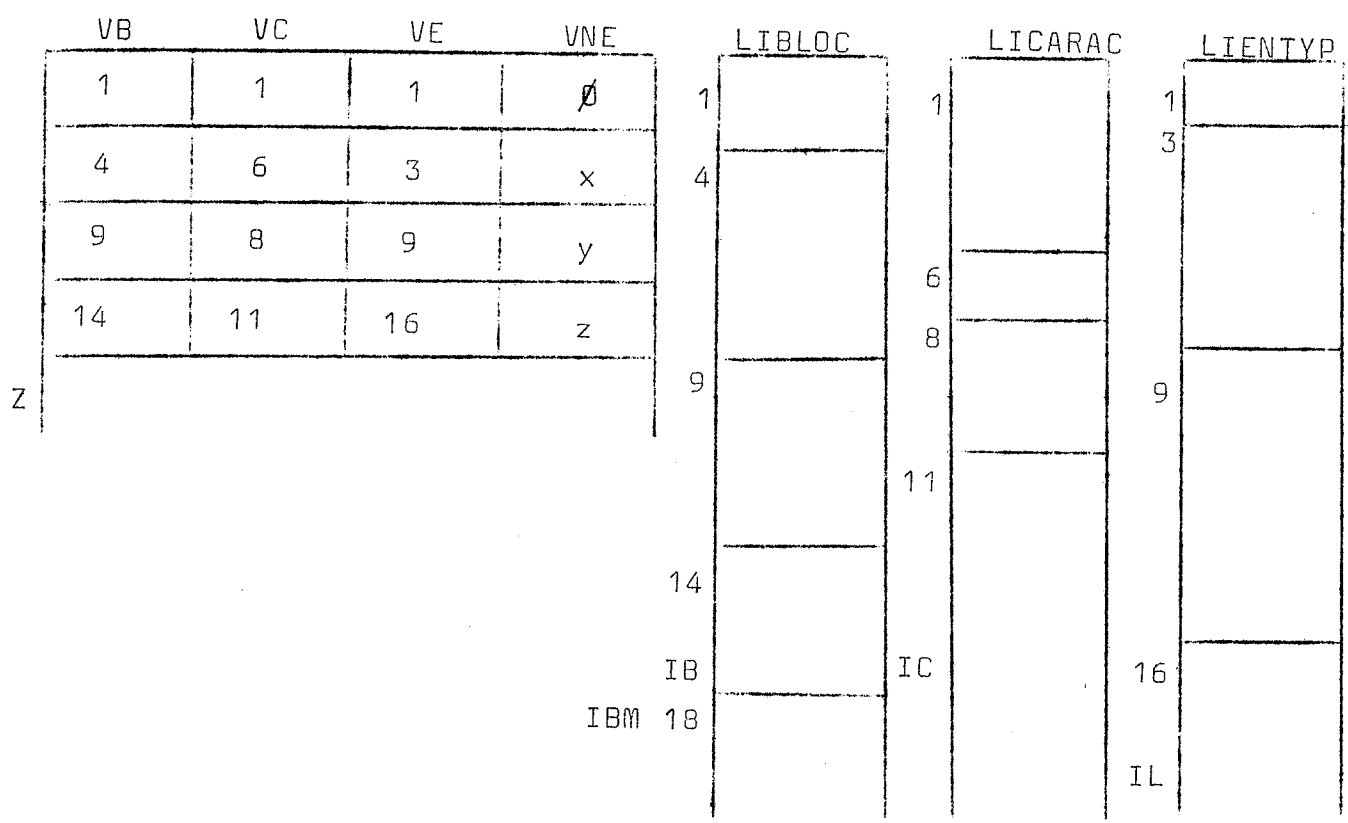 VB VC VE VNE
1 1 1 Ø
4 6 3 x
9 8 9 y
14 11 16 z
Z
LIBLOC
1
4
9
14
IB
IBM 18
LICARAC
1
6
8
11
IC
LIENTYP
1
3
9
16
IL